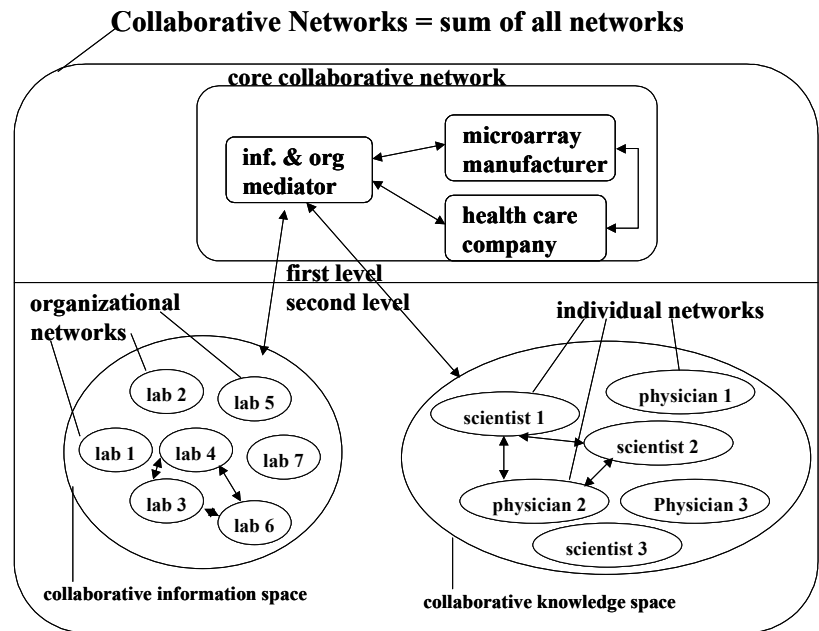 Collaborative Networks = sum of all networks
core collaborative network
inf. & org
mediator
microarray
manufacturer
health care
company
first level
second level
organizational
networks
individual networks
lab 2
lab 5
lab 1
lab 4
lab 7
lab 3
lab 6
physician 1
scientist 1
scientist 2
physician 2
Physician 3
scientist 3
collaborative information space
collaborative knowledge space